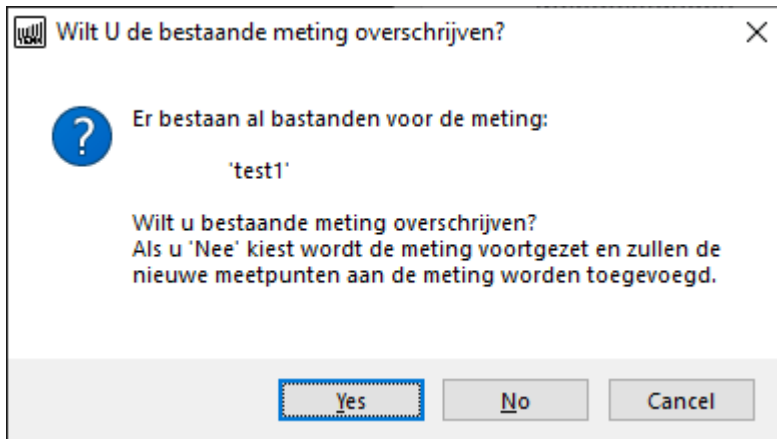 Wilt U de bestaande meting overschrijven?
Er bestaan al bastanden voor de meting:
'test1'
Wilt u bestaande meting overschrijven?
Als u 'Nee' kiest wordt de meting voortgezet en zullen de
nieuwe meetpunten aan de meting worden toegevoegd.
Yes
No
Cancel